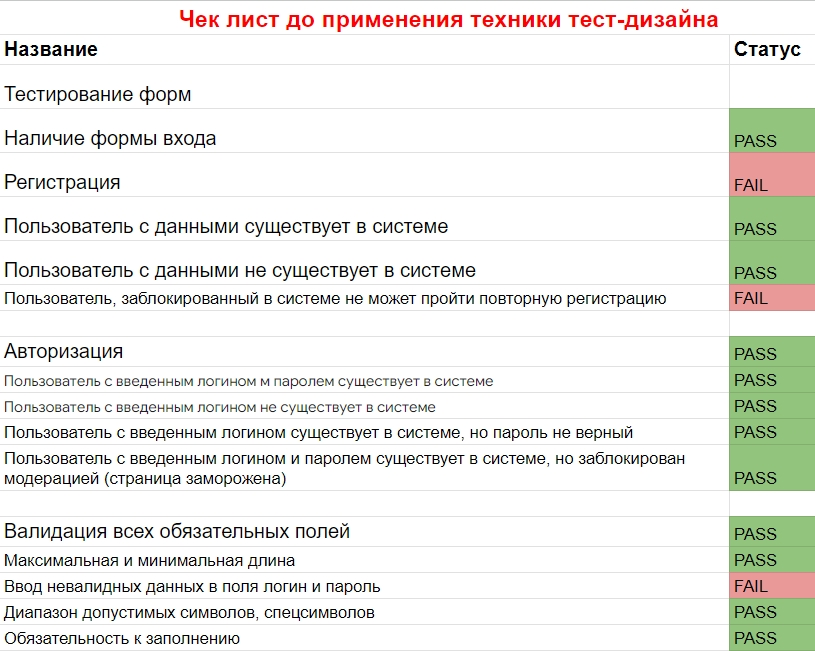 Чек лист до применения техники тест-дизайна
Название Статус
Тестирование форм
Наличие формы входа PASS
Регистрация FAIL
Пользователь с данными существует в системе PASS
Пользователь с данными не существует в системе PASS
Пользователь, заблокированный в системе не может пройти повторную регистрацию FAIL
Авторизация PASS
Пользователь с введенным логином м паролем существует в системе PASS
Пользователь с введенным логином не существует в системе PASS
Пользователь с введенным логином существует в системе, но пароль не верный PASS
Пользователь с введенным логином и паролем существует в системе, но заблокирован
модерацией (страница заморожена) PASS
Валидация всех обязательных полей PASS
Максимальная и минимальная длина PASS
Ввод невалидных данных в поля логин и пароль FAIL
Диапазон допустимых символов, спецсимволов PASS
Обязательность к заполнению PASS